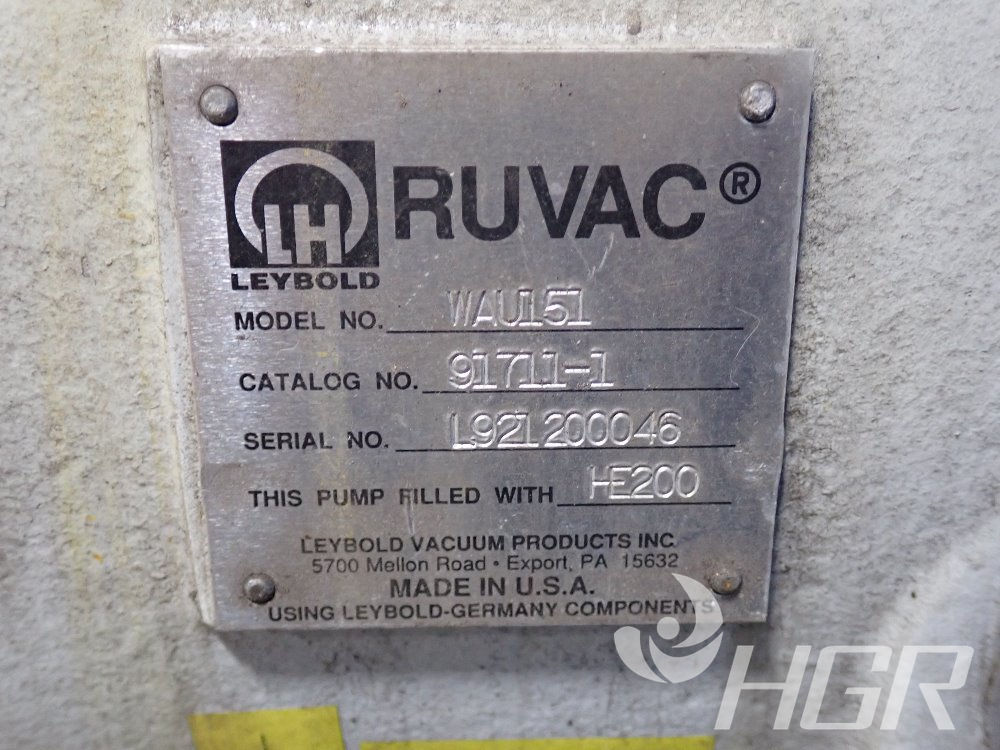 LH
LEYBOLD
RUVAC®
MODEL NO. WAU151
CATALOG NO. 91711-1
SERIAL NO. L921200046
THIS PUMP FILLED WITH HE200
LEYBOLD VACUUM PRODUCTS INC
5700 Mellon Road • Export, PA 15632
MADE IN U.S.A.
USING LEYBOLD-GERMANY COMPONENTS
HGR